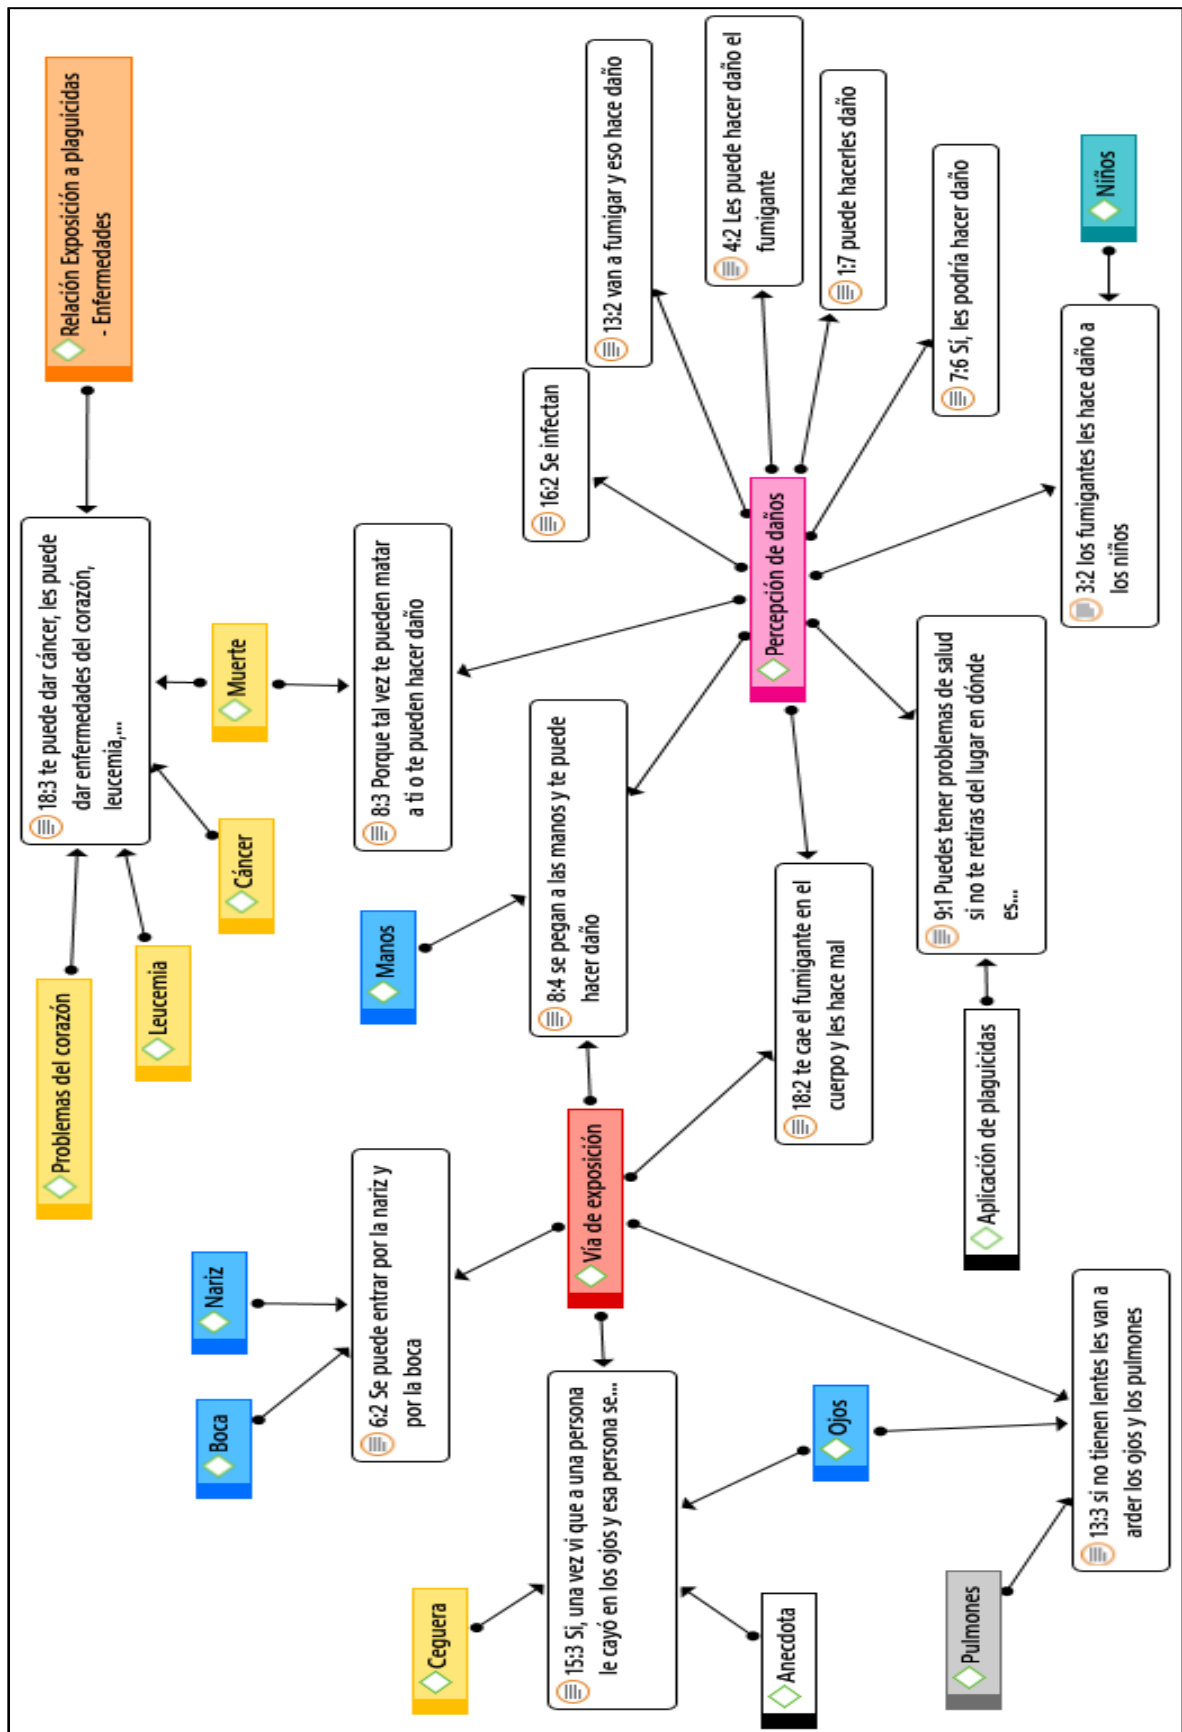 Relación Exposición a plaguicidas
- Enfermedades
18:3 te puede dar cáncer, les puede
dar enfermedades del corazón,
leucemia,...
Problemas del corazón
Leucemia
Cáncer
Muerte
8:3 Porque tal vez te pueden matar
a ti o te pueden hacer daño
Nariz
Boca
6:2 Se puede entrar por la nariz y
por la boca
Manos
8:4 se pegan a las manos y te puede
hacer daño
16:2 Se infectan
13:2 van a fumigar y eso hace daño
4:2 Les puede hacer daño el
fumigante
1:7 puede hacerles daño
7:6 Sí, les podría hacer daño
Niños
3:2 los fumigantes les hace daño a
los niños
Percepción de daños
Vía de exposición
18:2 te cae el fumigante en el
cuerpo y les hace mal
9:1 Puedes tener problemas de salud
si no te retiras del lugar en dónde
es...
Aplicación de plaguicidas
Ceguera
15:3 Si, una vez vi que a una persona
le cayó en los ojos y esa persona se...
Anecdota
Ojos
Pulmones
13:3 si no tienen lentes les van a
arder los ojos y los pulmones